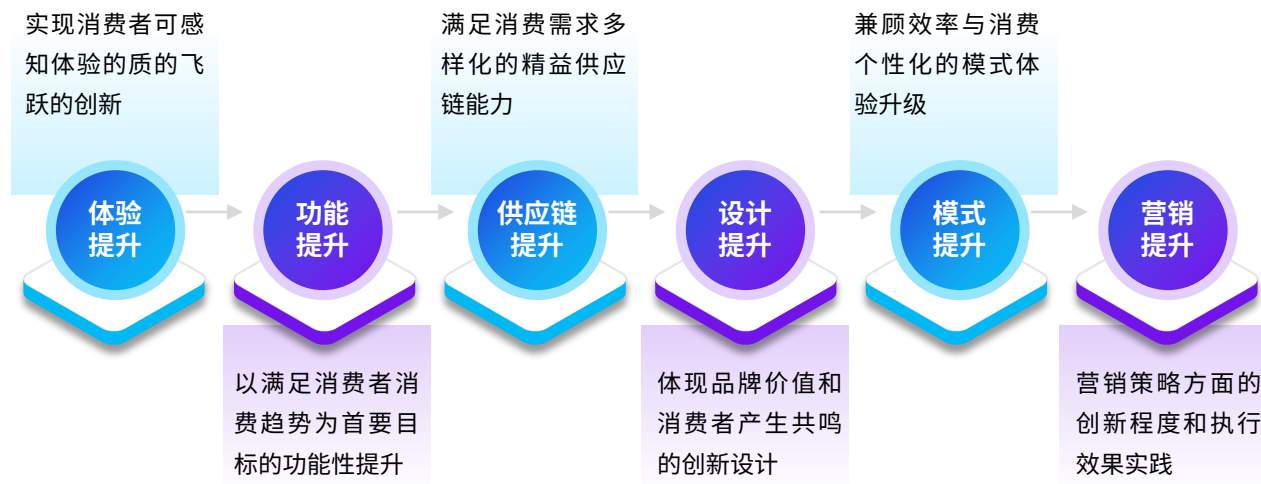 实现消费者可感
知体验的质的飞
跃的创新
满足消费需求多
样化的精益供应
链能力
兼顾效率与消费
个性化的模式体
验升级
体验
提升
功能
提升
供应链
提升
设计
提升
模式
提升
营销
提升
以满足消费者消
费趋势为首要目
标的功能性提升
体现品牌价值和
消费者产生共鸣
的创新设计
营销策略方面的
创新程度和执行
效果实践